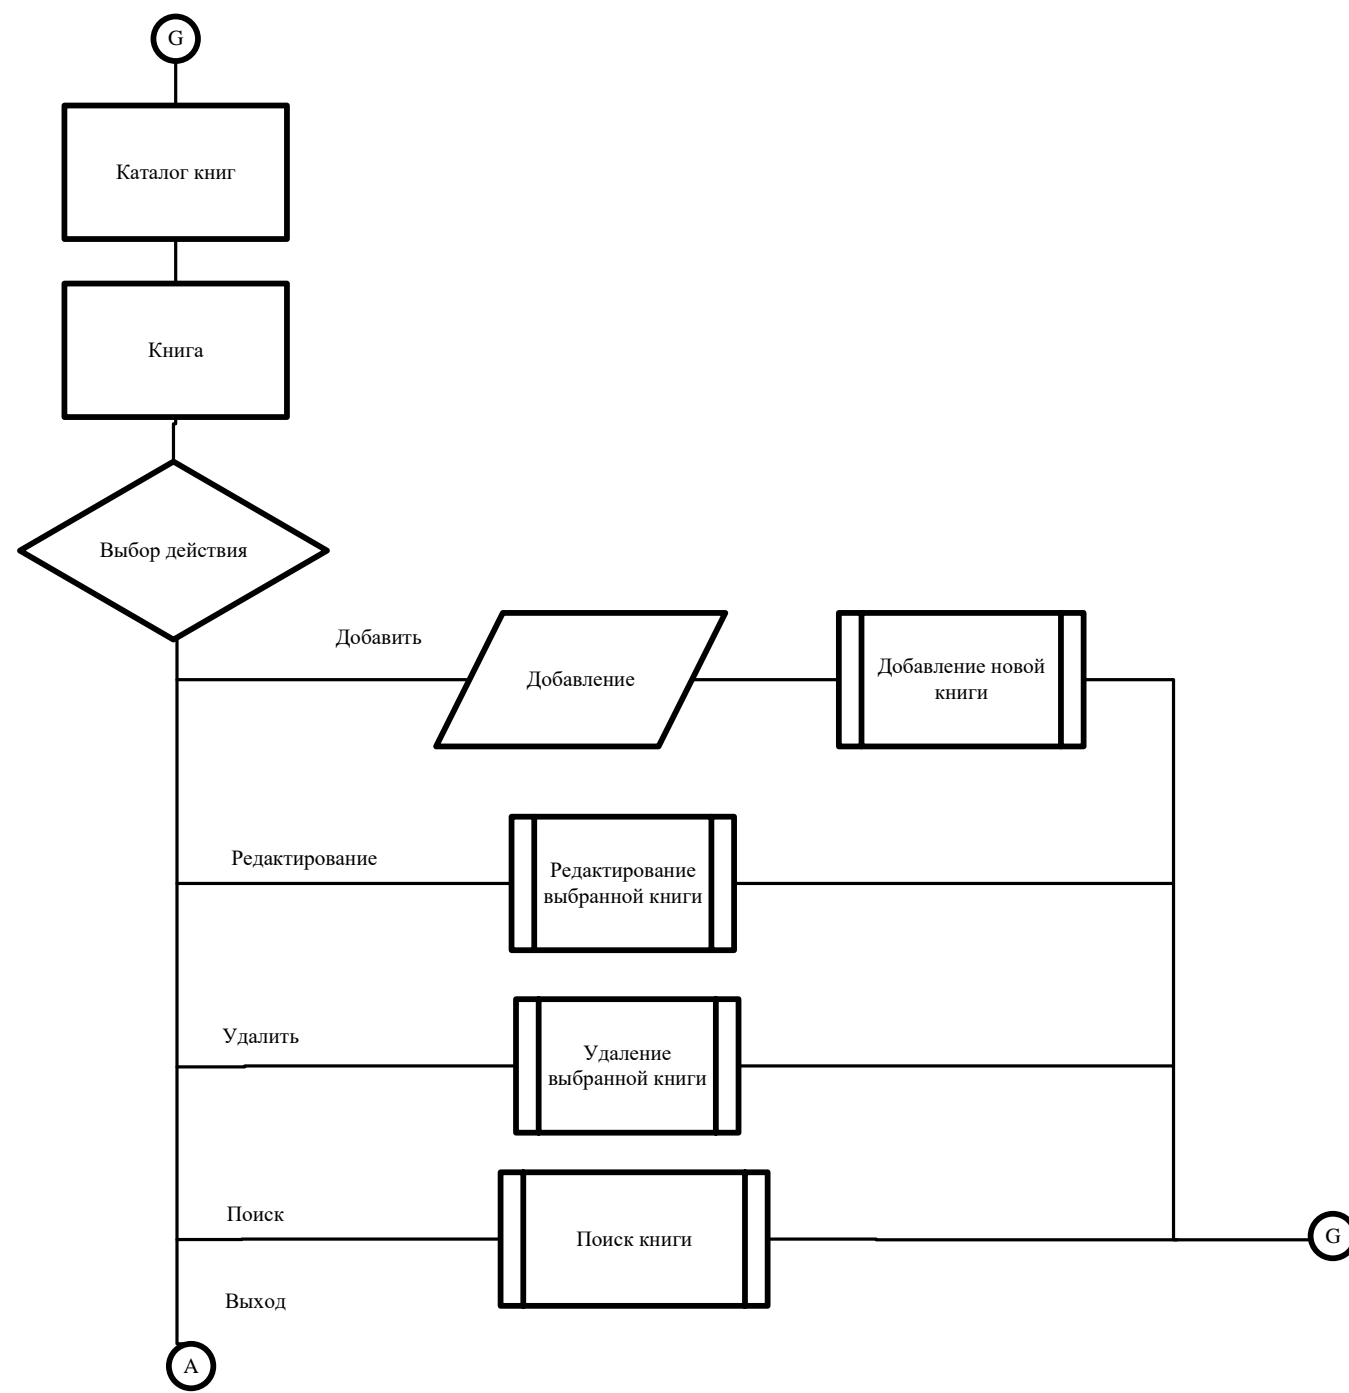 G
Каталог книг
Книга
Выбор действия
Добавить
Добавление
Добавление новой
книги
Редактирование
Редактирование
выбранной книги
Удалить
Удаление
выбранной книги
Поиск
Поиск книги
G
Выход
A